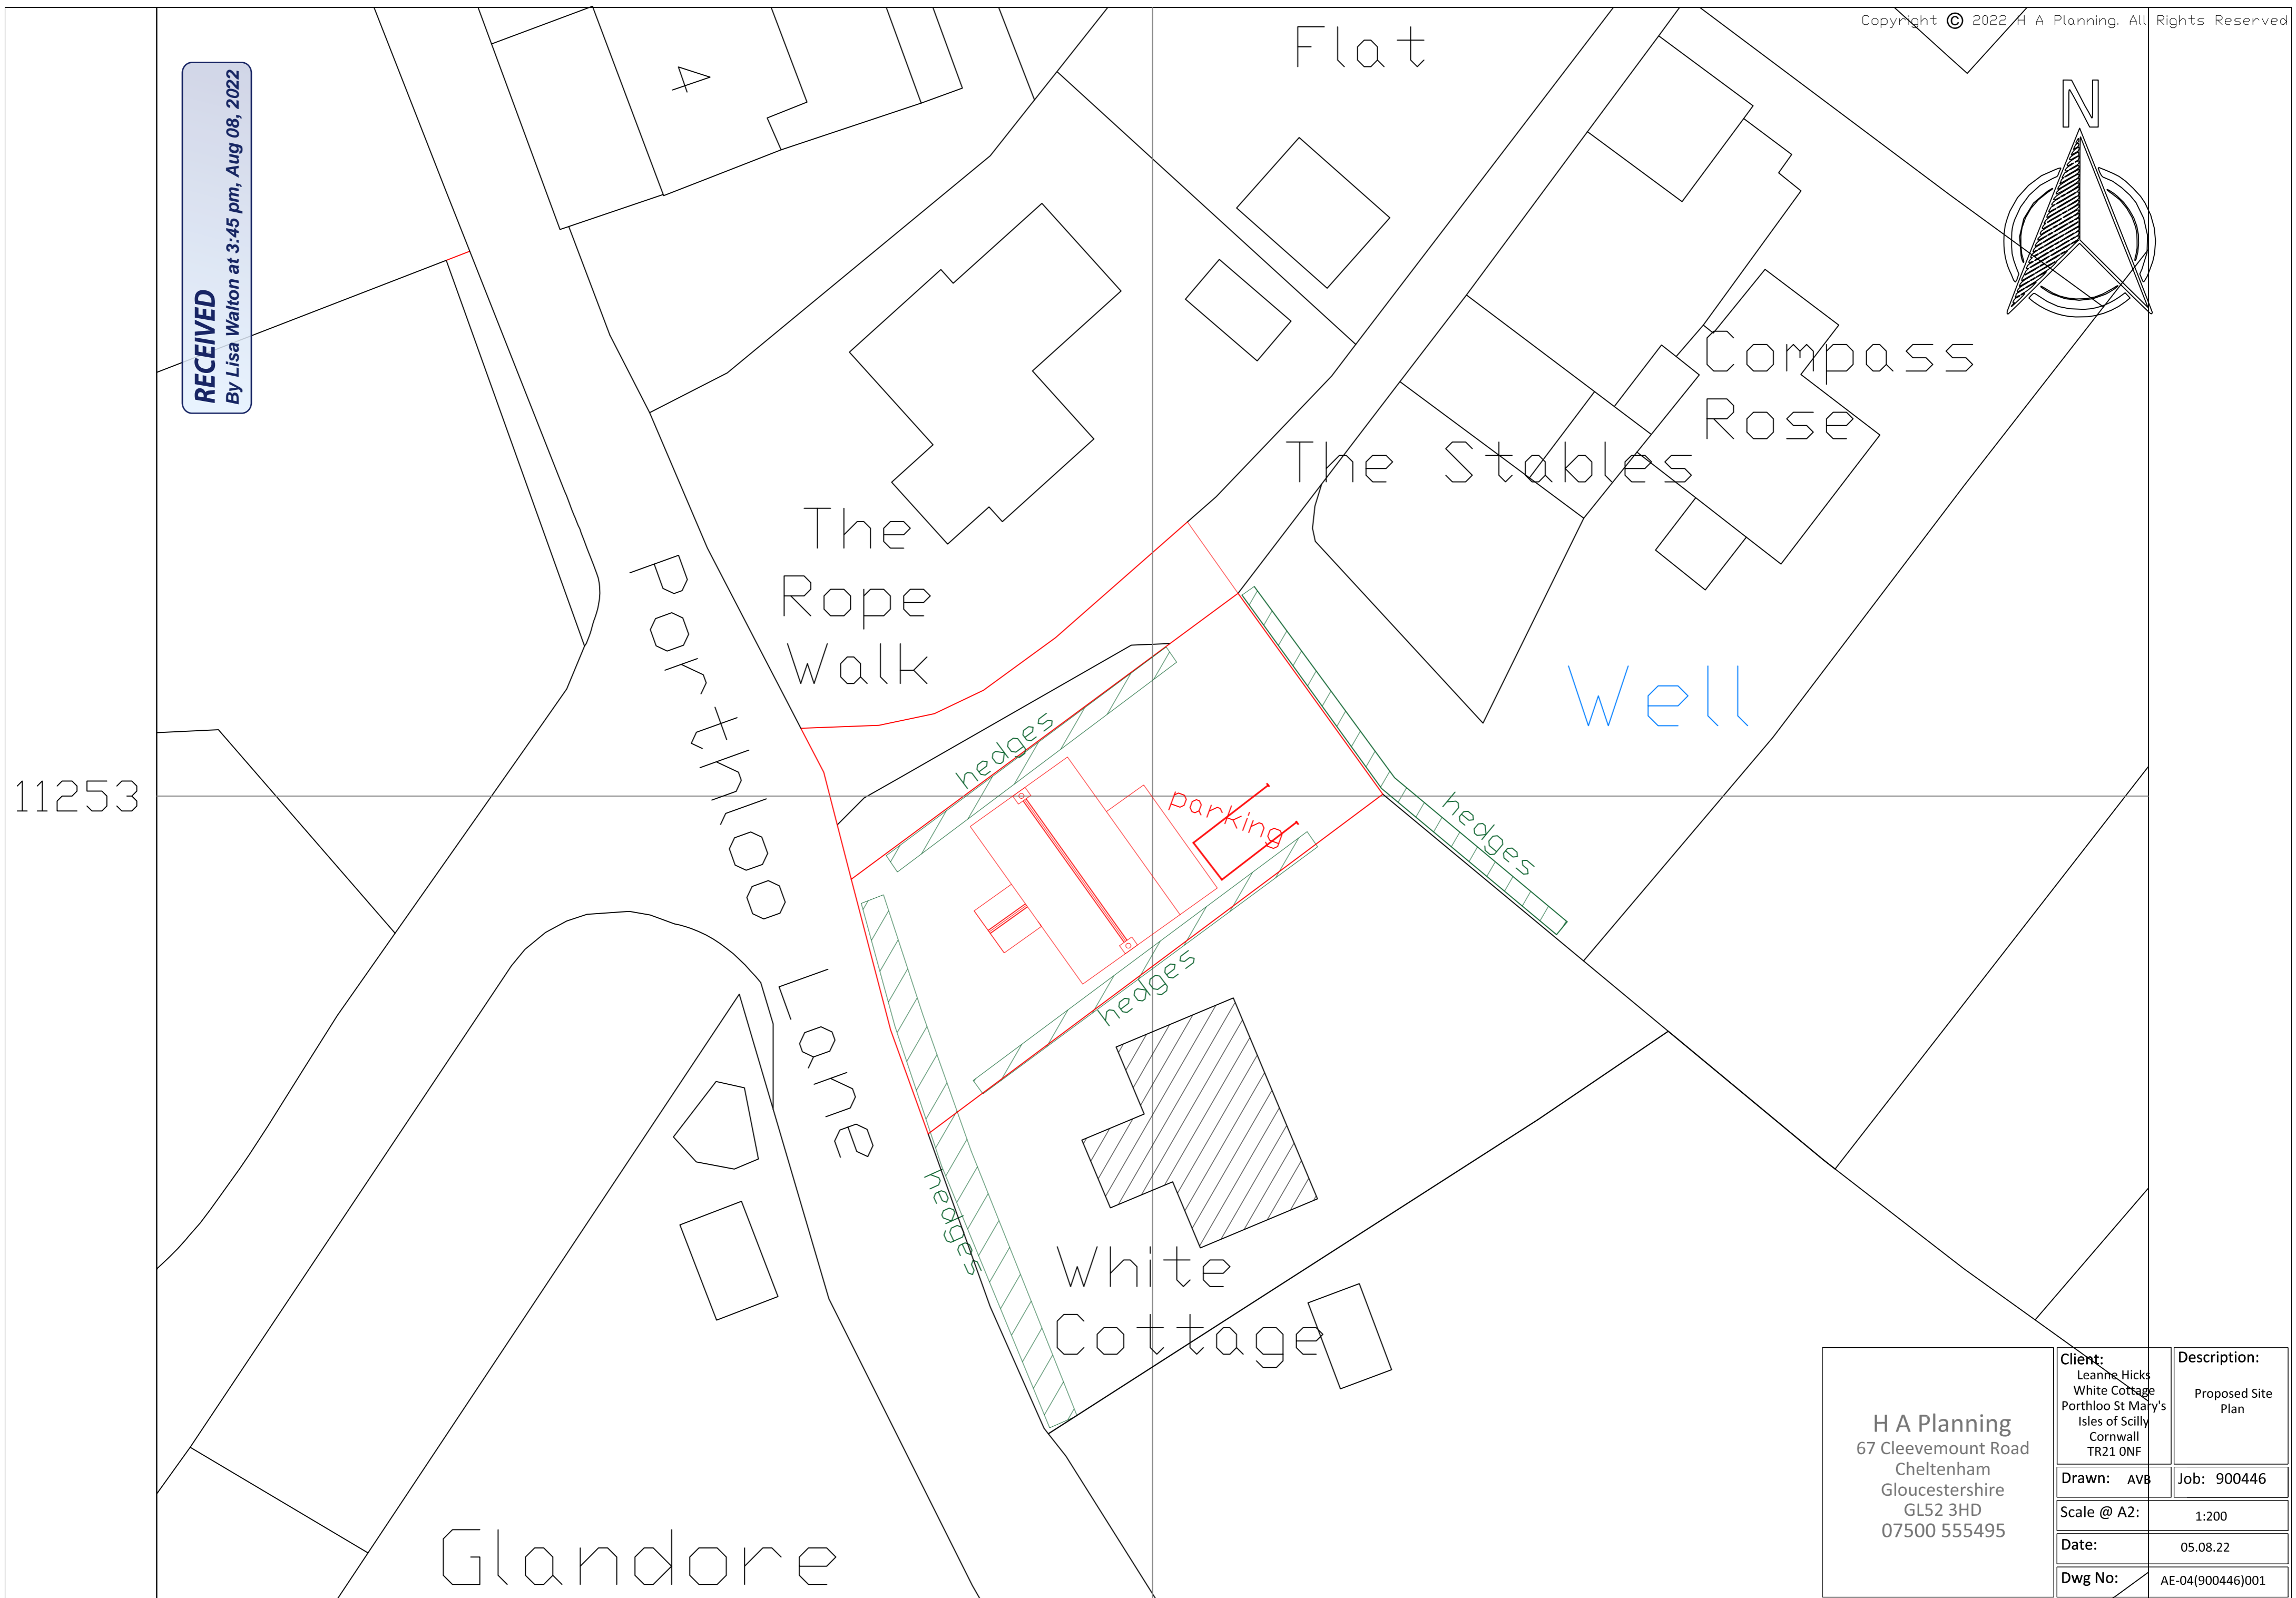 Copyright © 2022 H A Planning. All Rights Reserved
RECEIVED
By Lisa Walton at 3:45 pm, Aug 08, 2022
4
Flat
N
Compass
Rose
The Stables
The
Rope
Walk
Porthloo Lane
Well
hedges
11253
parking
hedges
hedges
hedges
White
Cottage
Glandore
H A Planning
67 Cleevemount Road
Cheltenham
Gloucestershire
GL52 3HD
07500 555495
Client:
Leanne Hicks
White Cottage
Porthloo St Mary's
Isles of Scilly
Cornwall
TR21 0NF
Description:
Proposed Site
Plan
Drawn: AVB
Job: 900446
Scale @ A2: 1:200
Date: 05.08.22
Dwg No: AE-04(900446)001